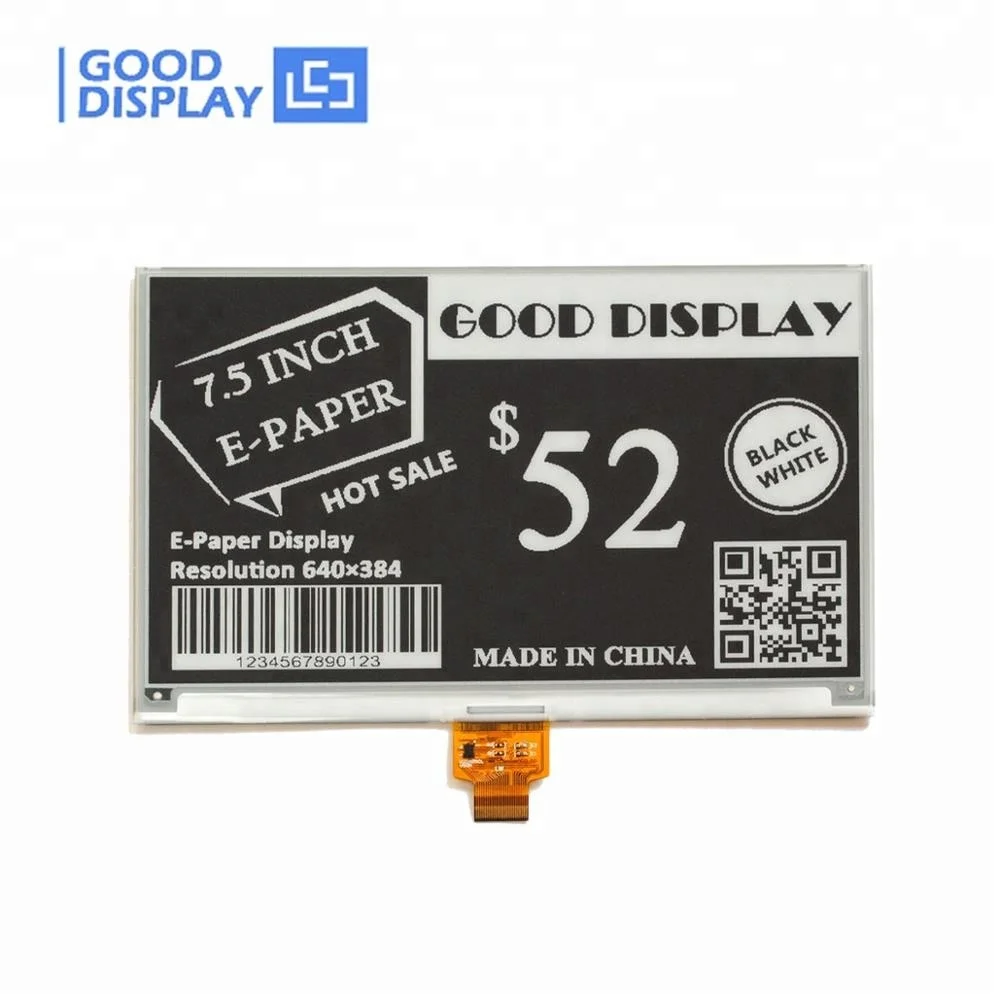 GOOD
DISPLAY
GOOD DISPLAY
7.5 INCH
E-PAPER
HOT SALE
$52
BLACK
WHITE
E-Paper Display
Resolution 640×384
1234567890123
MADE IN CHINA